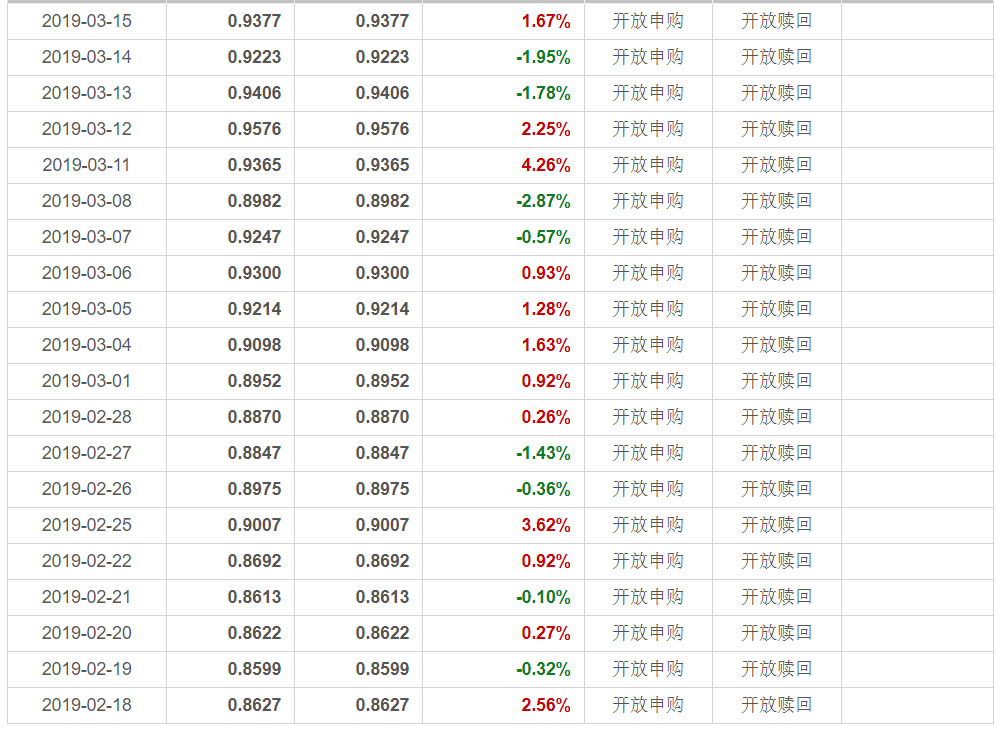 2019-03-15 0.9377 0.9377 1.67% 开放申购 开放赎回
2019-03-14 0.9223 0.9223 -1.95% 开放申购 开放赎回
2019-03-13 0.9406 0.9406 -1.78% 开放申购 开放赎回
2019-03-12 0.9576 0.9576 2.25% 开放申购 开放赎回
2019-03-11 0.9365 0.9365 4.26% 开放申购 开放赎回
2019-03-08 0.8982 0.8982 -2.87% 开放申购 开放赎回
2019-03-07 0.9247 0.9247 -0.57% 开放申购 开放赎回
2019-03-06 0.9300 0.9300 0.93% 开放申购 开放赎回
2019-03-05 0.9214 0.9214 1.28% 开放申购 开放赎回
2019-03-04 0.9098 0.9098 1.63% 开放申购 开放赎回
2019-03-01 0.8952 0.8952 0.92% 开放申购 开放赎回
2019-02-28 0.8870 0.8870 0.26% 开放申购 开放赎回
2019-02-27 0.8847 0.8847 -1.43% 开放申购 开放赎回
2019-02-26 0.8975 0.8975 -0.36% 开放申购 开放赎回
2019-02-25 0.9007 0.9007 3.62% 开放申购 开放赎回
2019-02-22 0.8692 0.8692 0.92% 开放申购 开放赎回
2019-02-21 0.8613 0.8613 -0.10% 开放申购 开放赎回
2019-02-20 0.8622 0.8622 0.27% 开放申购 开放赎回
2019-02-19 0.8599 0.8599 -0.32% 开放申购 开放赎回
2019-02-18 0.8627 0.8627 2.56% 开放申购 开放赎回